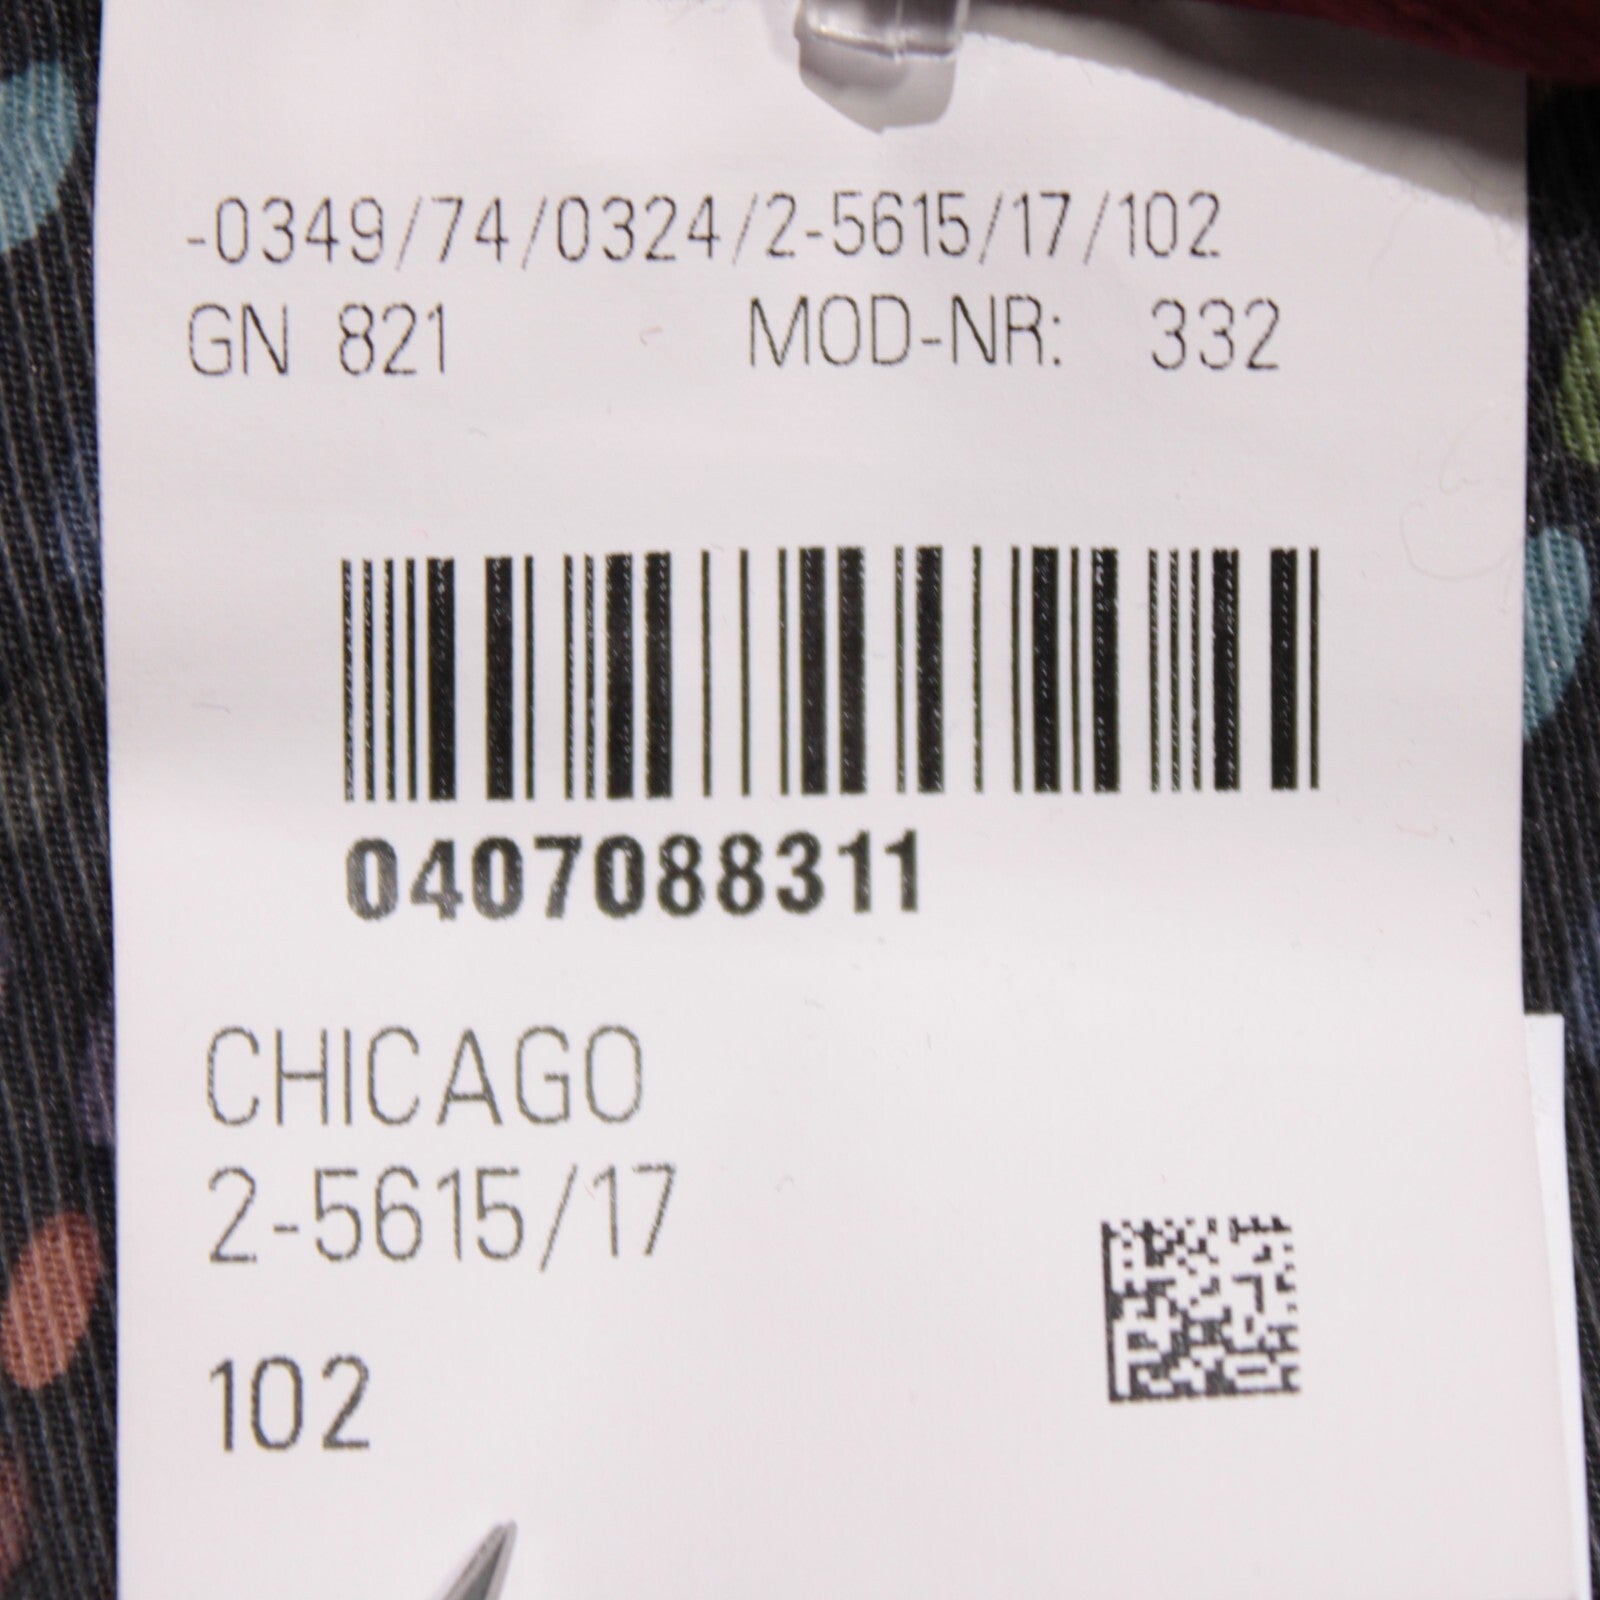 -0349/74/0324/2-5615/17/102
GN 821 MOD-NR: 332
0407088311
CHICAGO
2-5615/17
102